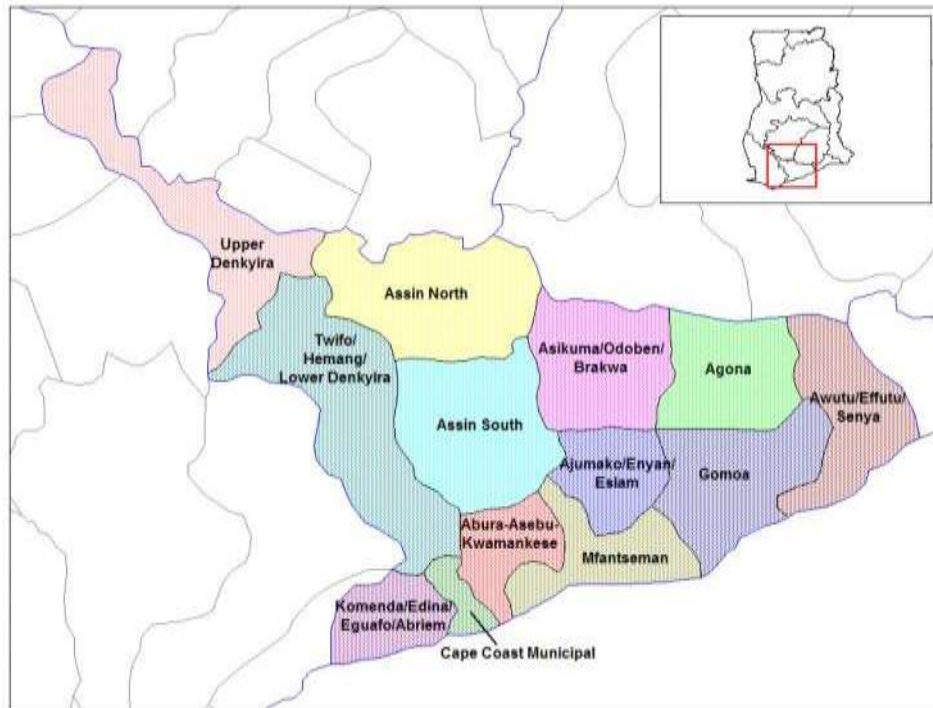 Upper
Denkyira
Assin North
Twifo/
Hemang/
Lower Denkyira
Asikuma/Odoben/
Brakwa
Agona
Awutu/Effutu/
Senya
Assin South
Ajumako/Enyan/
Esiam
Gomoa
Abura-Asebu-
Kwamankese
Mfantseman
Komenda/Edina/
Eguafo/Abriem
Cape Coast Municipal